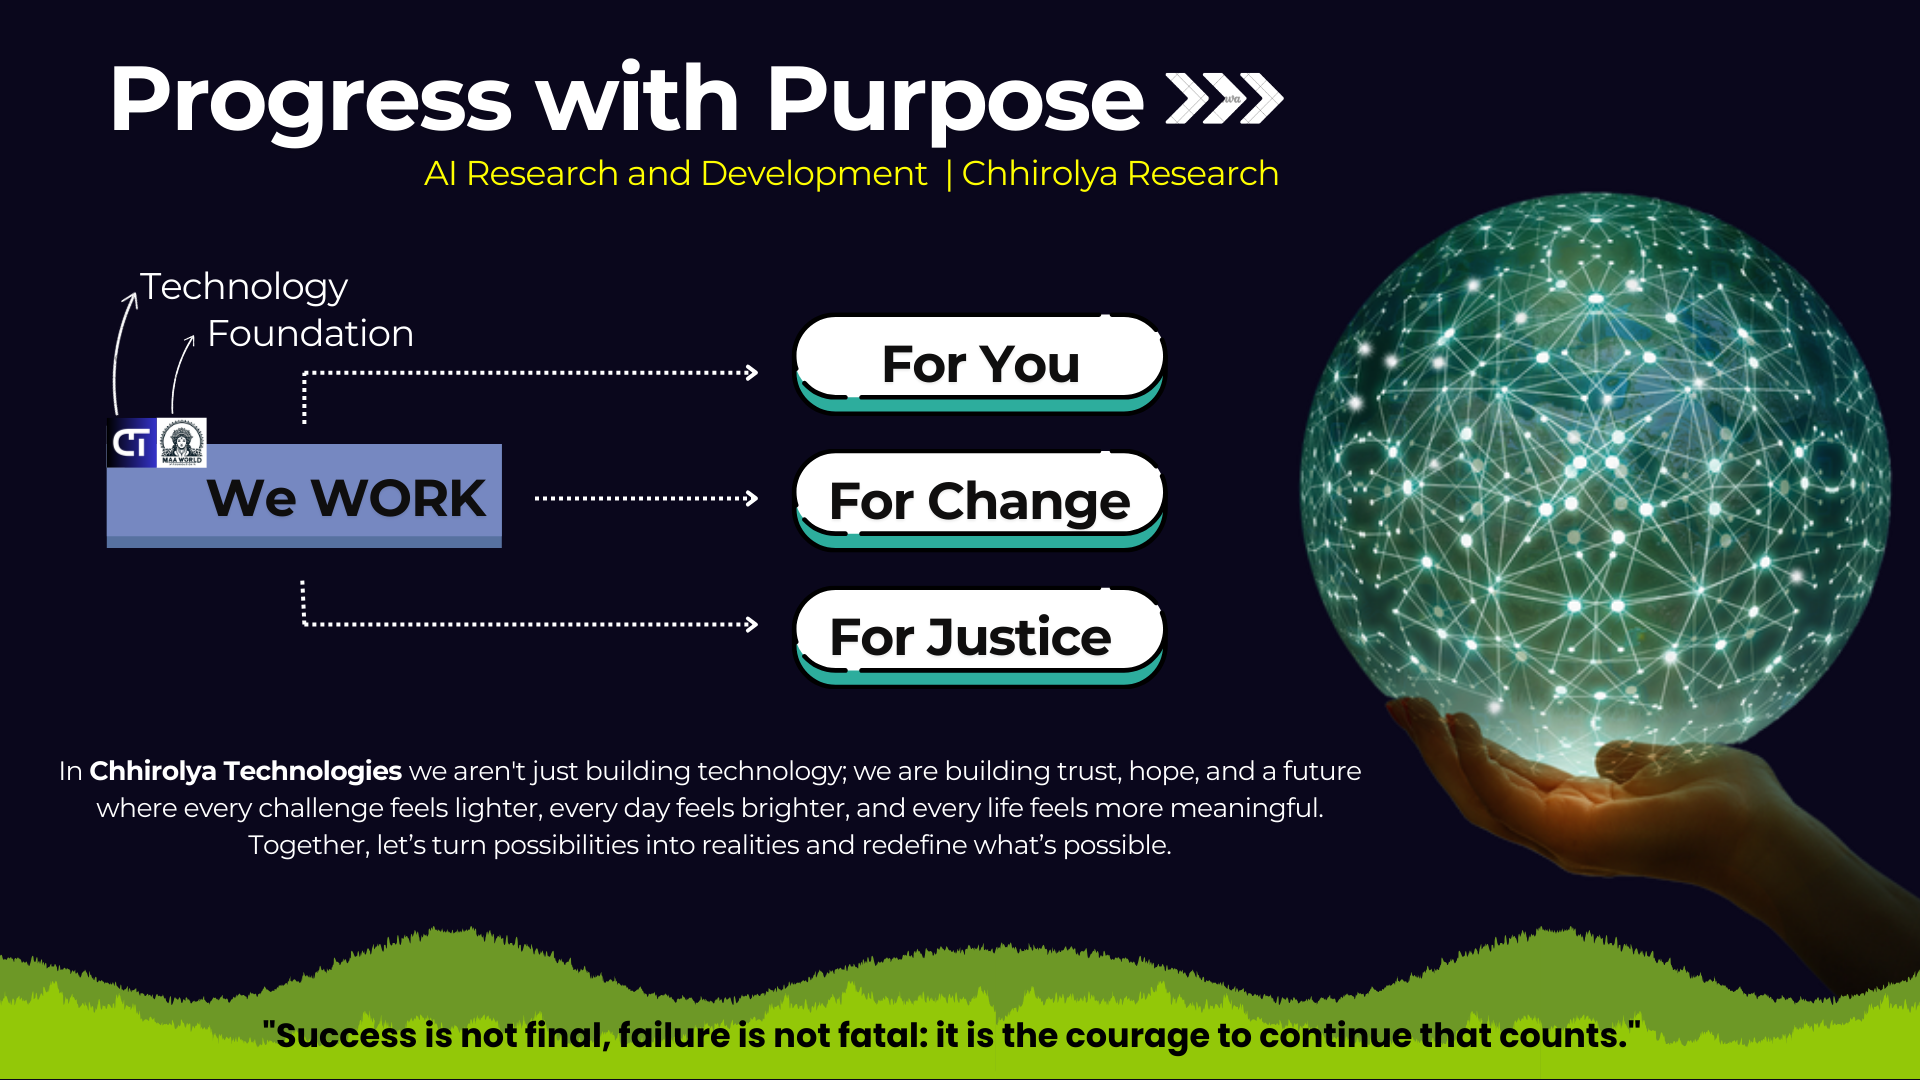 Progress with Purpose
AI Research and Development | Chhirolya Research
Technology
Foundation
CT
MAA WORLD
We WORK
For You
For Change
For Justice
In Chhirolya Technologies we aren't just building technology; we are building trust, hope, and a future
where every challenge feels lighter, every day feels brighter, and every life feels more meaningful.
Together, let’s turn possibilities into realities and redefine what’s possible.
"Success is not final, failure is not fatal: it is the courage to continue that counts."